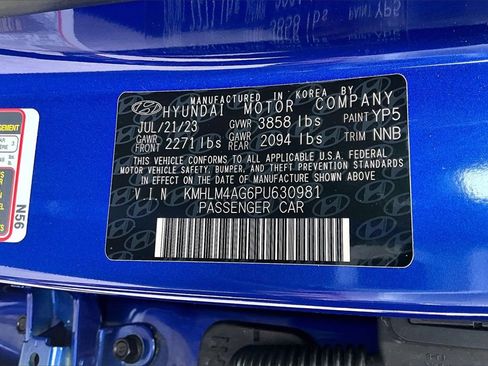 MANUFACTURED IN KOREA BY
HYUNDAI MOTOR COMPANY
JUL/21/23 GVWR 3858 lbs PAINT YP5
GAWR FRONT 2271 lbs GAWR REAR 2094 lbs TRIM NNB
THIS VEHICLE CONFORMS TO ALL APPLICABLE U.S.A. FEDERAL
MOTOR VEHICLE SAFETY, BUMPER, AND THEFT PREVENTION STANDARDS
IN EFFECT ON THE DATE OF MANUFACTURE SHOWN ABOVE
V.I.N KMHLM4AG6PU630981
PASSENGER CAR
N56